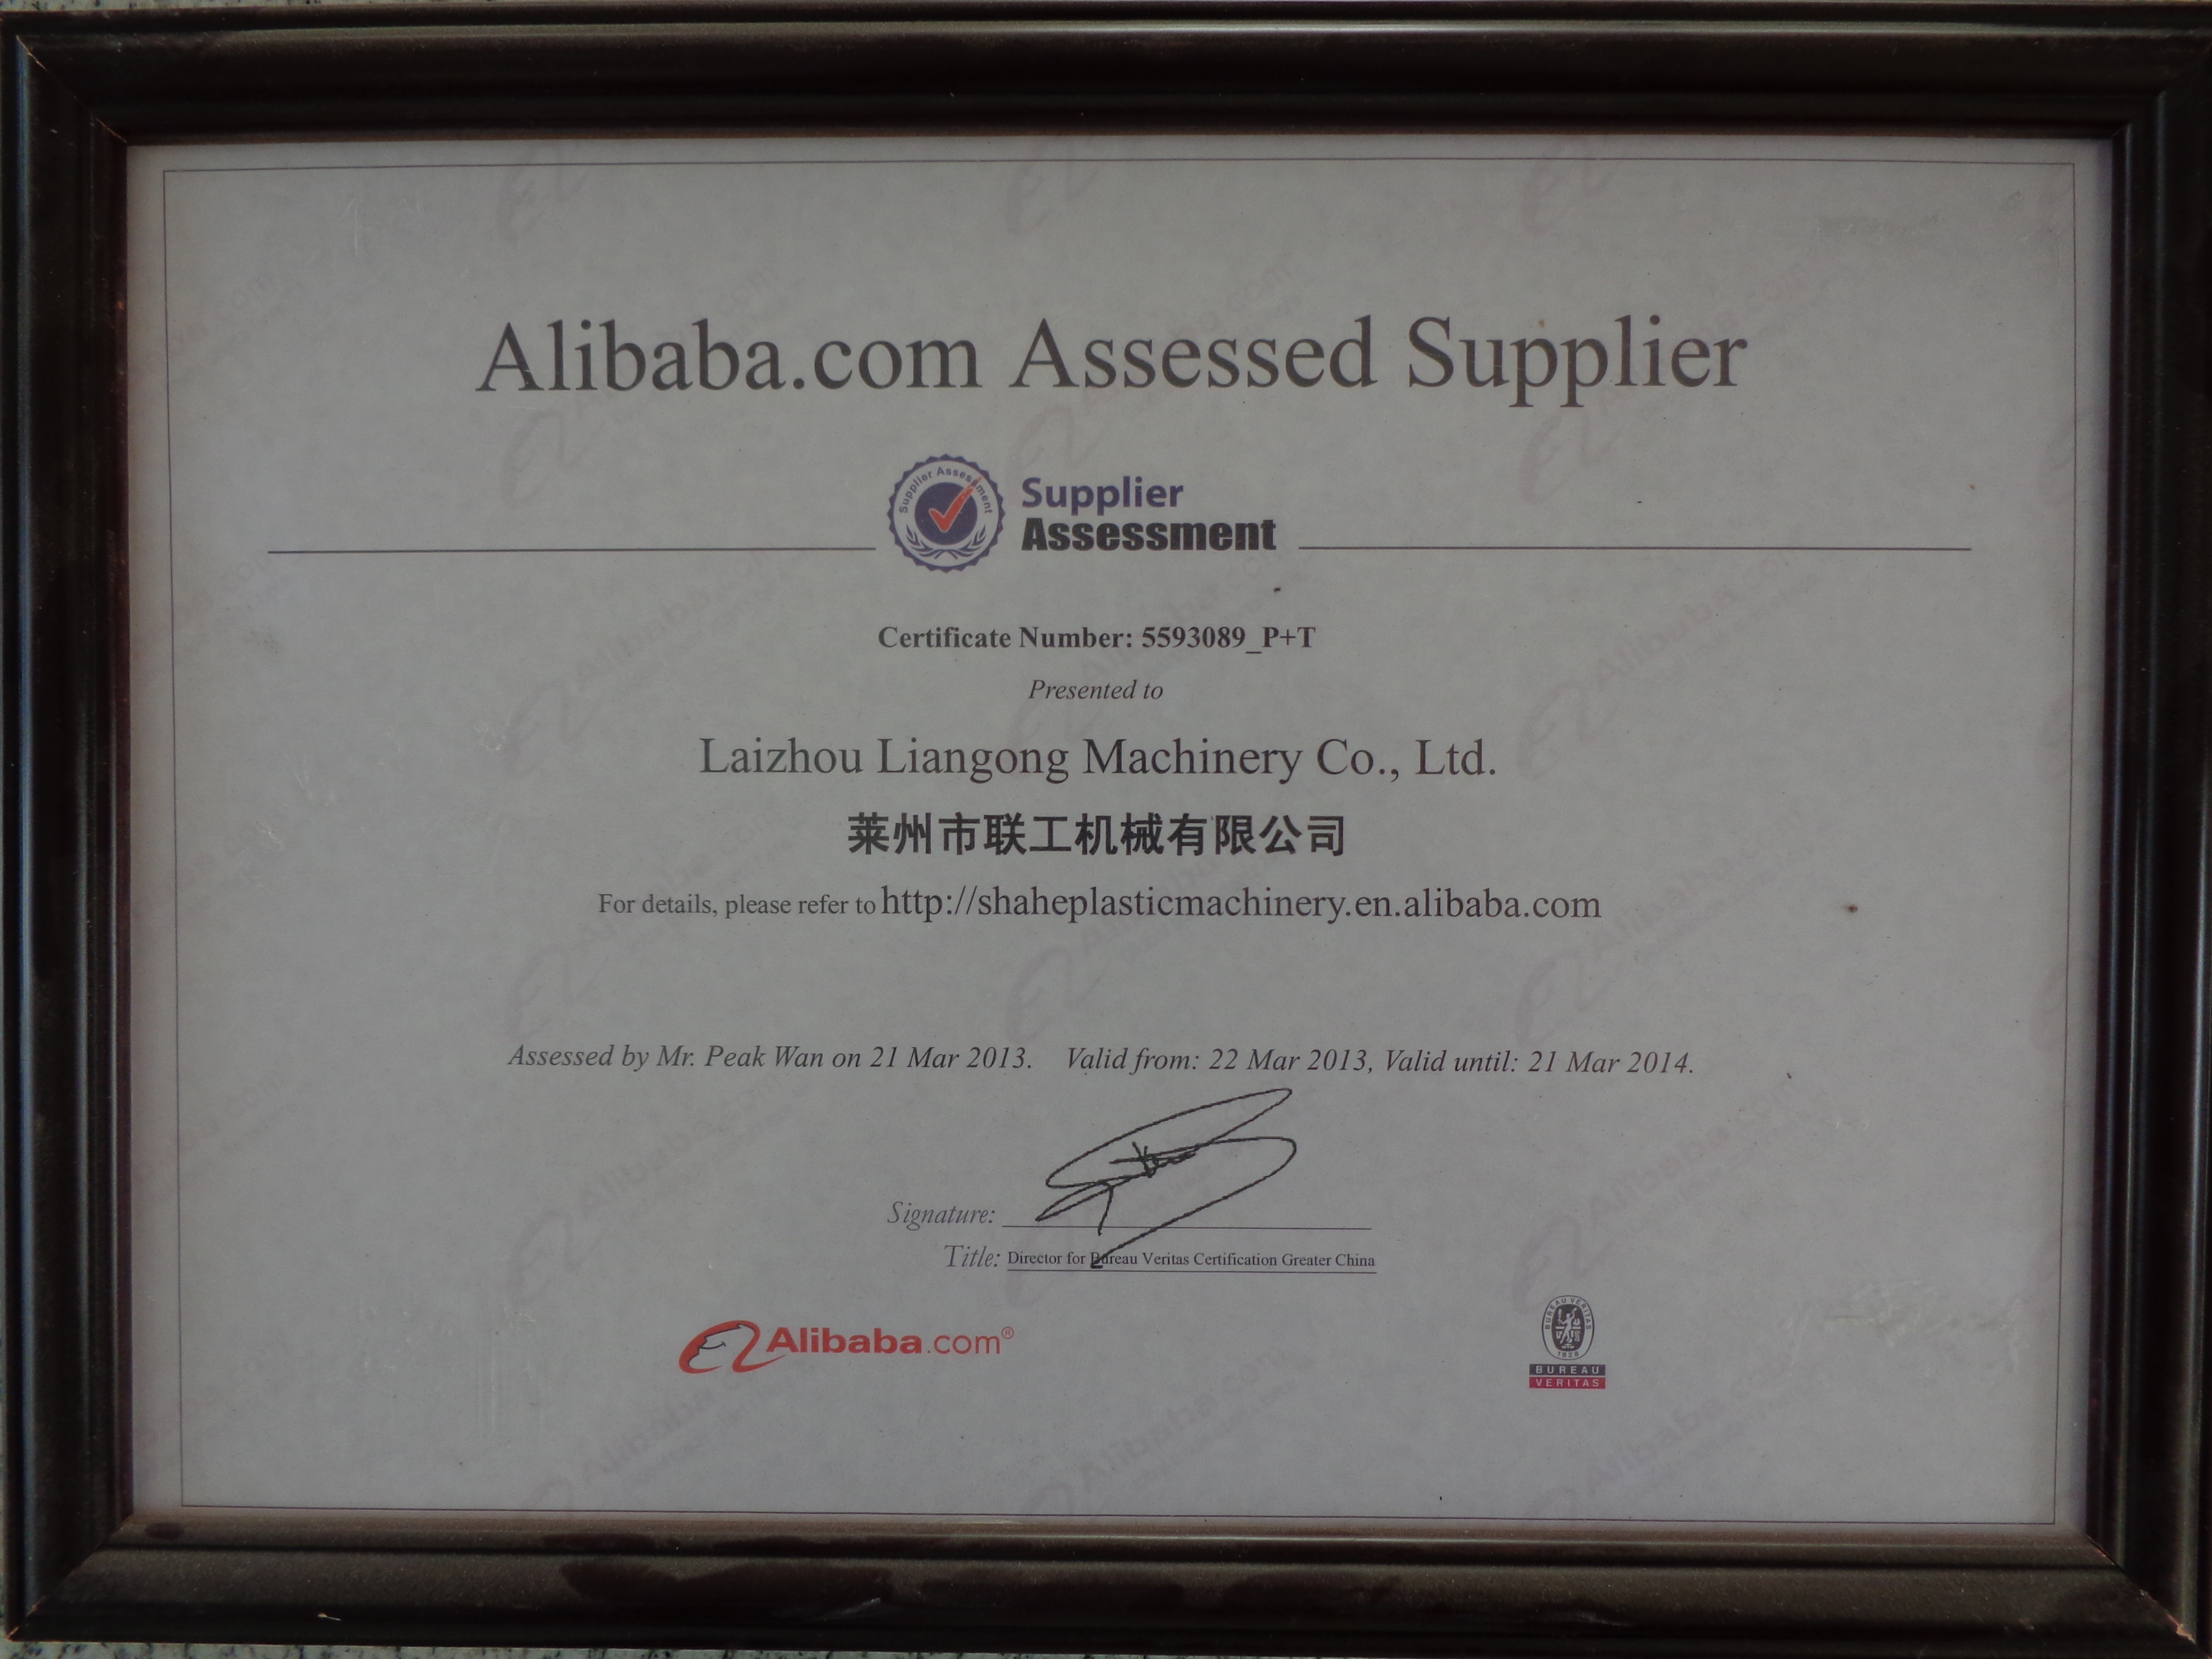 Alibaba.com Assessed Supplier
Supplier Assessment
Supplier
Assessment
Certificate Number: 5593089_P+T
Presented to
Laizhou Liangong Machinery Co., Ltd.
莱州市联工机械有限公司
For details, please refer to http://shaheplasticmachinery.en.alibaba.com
Assessed by Mr. Peak Wan on 21 Mar 2013. Valid from: 22 Mar 2013, Valid until: 21 Mar 2014.
Signature:
Title: Director for Bureau Veritas Certification Greater China
Alibaba.com®
BUREAU VERITAS
1828
BUREAU
VERITAS